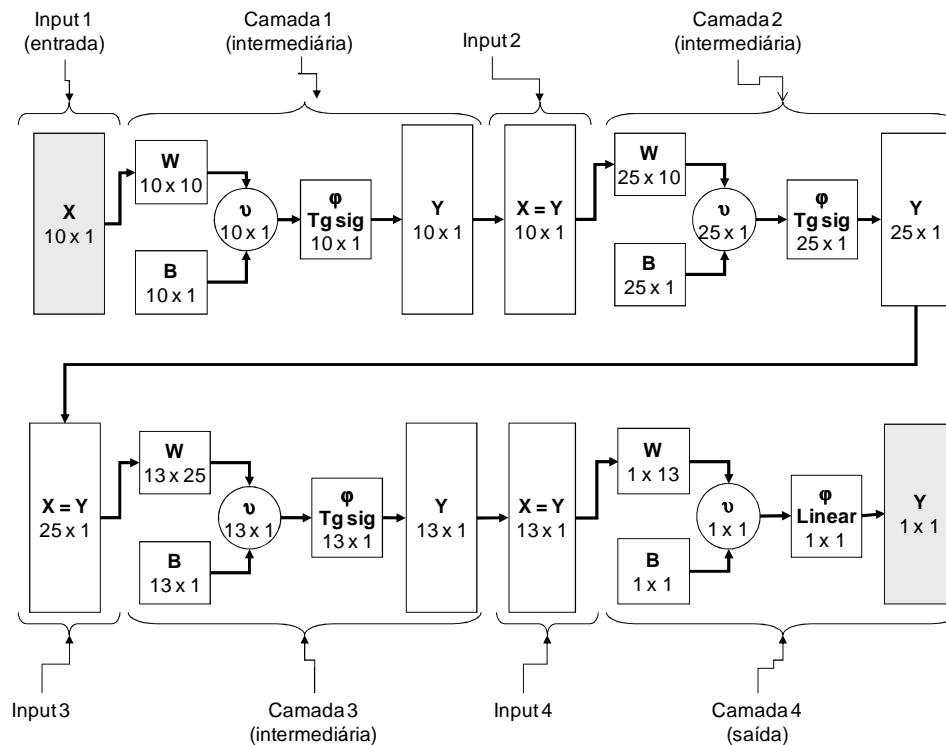 Input 1
(entrada)
Camada 1
(intermediária)
Input 2
Camada 2
(intermediária)
X
10 x 1
W
10 x 10
B
10 x 1
υ
10 x 1
φ
Tg sig
10 x 1
Y
10 x 1
X = Y
10 x 1
W
25 x 10
B
25 x 1
υ
25 x 1
φ
Tg sig
25 x 1
Y
25 x 1
X = Y
25 x 1
W
13 x 25
B
13 x 1
υ
13 x 1
φ
Tg sig
13 x 1
Y
13 x 1
X = Y
13 x 1
W
1 x 13
B
1 x 1
υ
1 x 1
φ
Linear
1 x 1
Y
1 x 1
Input 3
Camada 3
(intermediária)
Input 4
Camada 4
(saída)